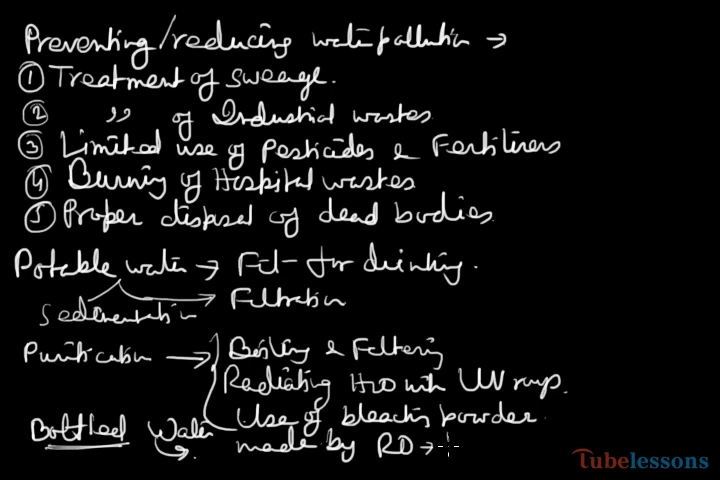 Preventing/reducing water pollution →
① Treatment of sweage.
② ,, of Industrial wastes
③ Limited use of Pesticides & Fertilizers
④ Burning of Hospital wastes
⑤ Proper disposal of dead bodies.
Potable water → Fit for drinking.
Sedimentation → Filtration
Purification → Boiling & Filtering
Radiating H2O with UV rays.
Use of bleaching powder
Bottled Water made by RO →
Tubelessons